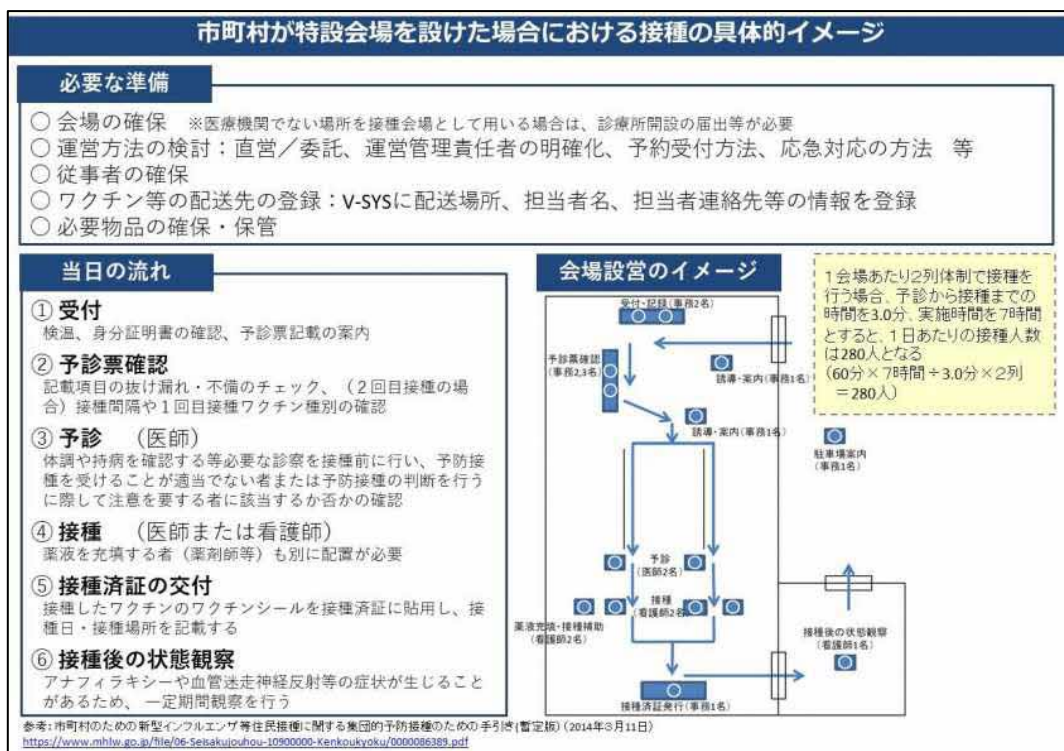 市町村が特設会場を設けた場合における接種の具体的イメージ
必要な準備
○ 会場の確保 ※医療機関でない場所を接種会場として用いる場合は、診療所開設の届出等が必要
○ 運営方法の検討：直営／委託、運営管理責任者の明確化、予約受付方法、応急対応の方法 等
○ 従事者の確保
○ ワクチン等の配送先の登録：V-SYSに配送場所、担当者名、担当者連絡先等の情報を登録
○ 必要物品の確保・保管
当日の流れ
① 受付
検温、身分証明書の確認、予診票記載の案内
② 予診票確認
記載項目の抜け漏れ・不備のチェック、（２回目接種の場
合）接種間隔や１回目接種ワクチン種別の確認
③ 予診 （医師）
体調や持病を確認する等必要な診察を接種前に行い、予防接
種を受けることが適当でない者または予防接種の判断を行う
に際して注意を要する者に該当するか否かの確認
④ 接種 （医師または看護師）
薬液を充填する者（薬剤師等）も別に配置が必要
⑤ 接種済証の交付
接種したワクチンのワクチンシールを接種済証に貼用し、接
種日・接種場所を記載する
⑥ 接種後の状態観察
アナフィラキシーや血管迷走神経反射等の症状が生じること
があるため、一定期間観察を行う
会場設営のイメージ
受付・記録（事務2名）
予診票確認
（事務2,3名）
誘導・案内（事務1名）
誘導・案内（事務1名）
駐車場案内
（事務1名）
予診
（医師2名）
接種
（看護師2名）
薬液充填・接種補助
（看護師2名）
接種後の状態観察
（看護師1名）
接種済証発行（事務1名）
１会場あたり2列体制で接種を
行う場合、予診から接種までの
時間を3.0分、実施時間を7時間
とすると、１日あたりの接種人数
は280人となる
（60分×7時間÷3.0分×２列
＝280人）
参考：市町村のための新型インフルエンザ等住民接種に関する集団的予防接種のための手引き（暫定版）（2014年3月11日）
https://www.mhlw.go.jp/file/06-Seisakujouhou-10900000-Kenkoukyoku/0000086389.pdf